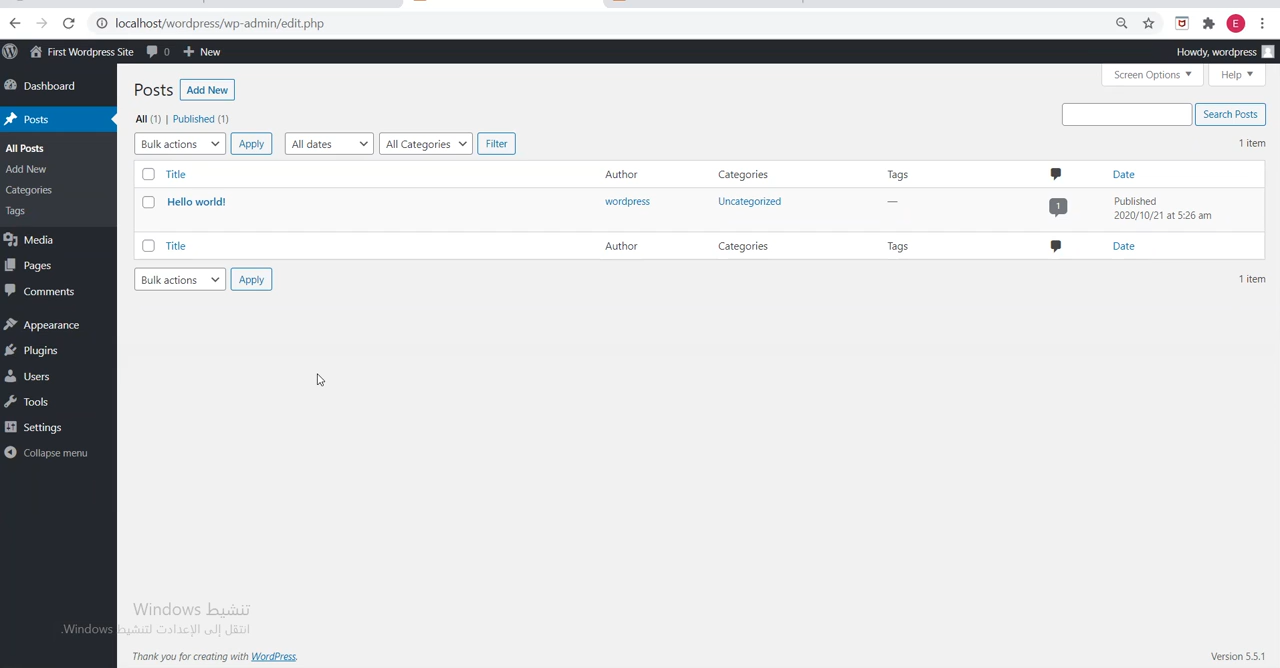 localhost/wordpress/wp-admin/edit.php
E
First Wordpress Site 0 New
Howdy, wordpress
Dashboard
Posts
All Posts
Add New
Categories
Tags
Media
Pages
Comments
Appearance
Plugins
Users
Tools
Settings
Collapse menu
Screen Options
Help
Posts Add New
All (1) | Published (1)
Search Posts
Bulk actions Apply All dates All Categories Filter
1 item
Title Author Categories Tags Date
Hello world! wordpress Uncategorized — 1 Published
2020/10/21 at 5:26 am
Title Author Categories Tags Date
Bulk actions Apply
1 item
تنشيط Windows
انتقل إلى الإعدادات لتنشيط Windows.
Thank you for creating with WordPress.
Version 5.5.1